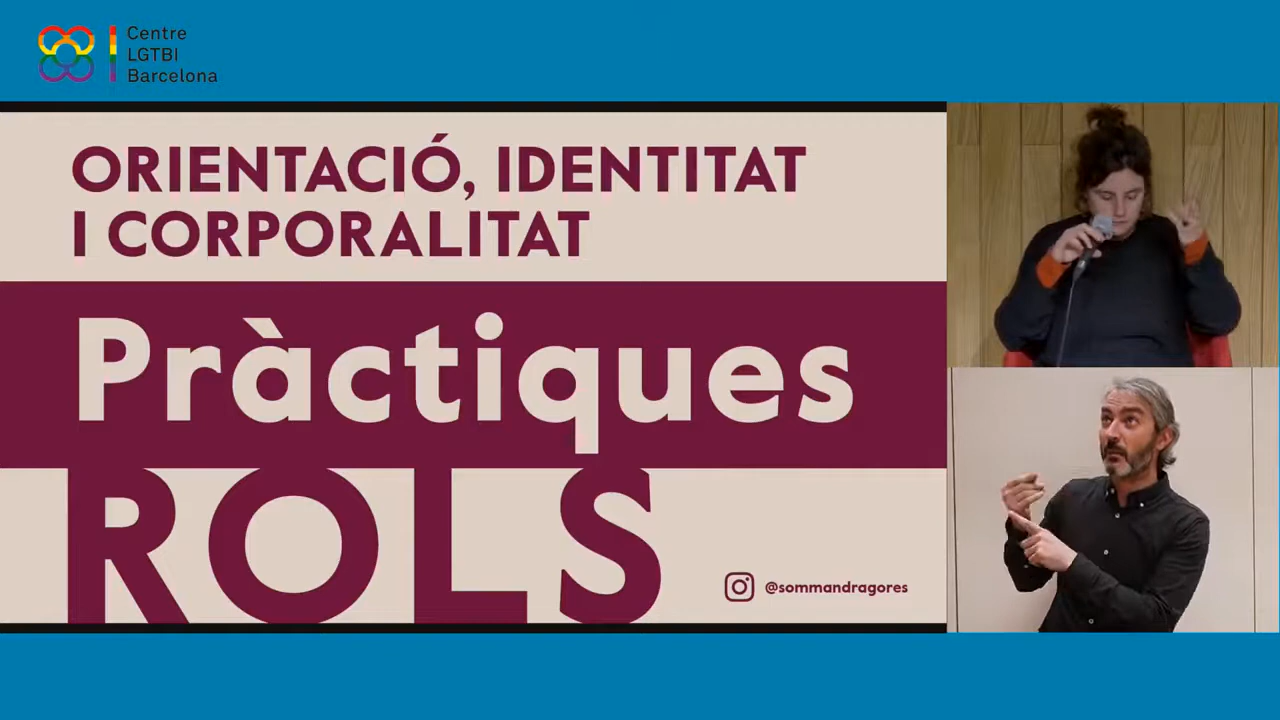 Centre
LGTBI
Barcelona
ORIENTACIÓ, IDENTITAT
I CORPORALITAT
Pràctiques
ROLS
@sommandragores